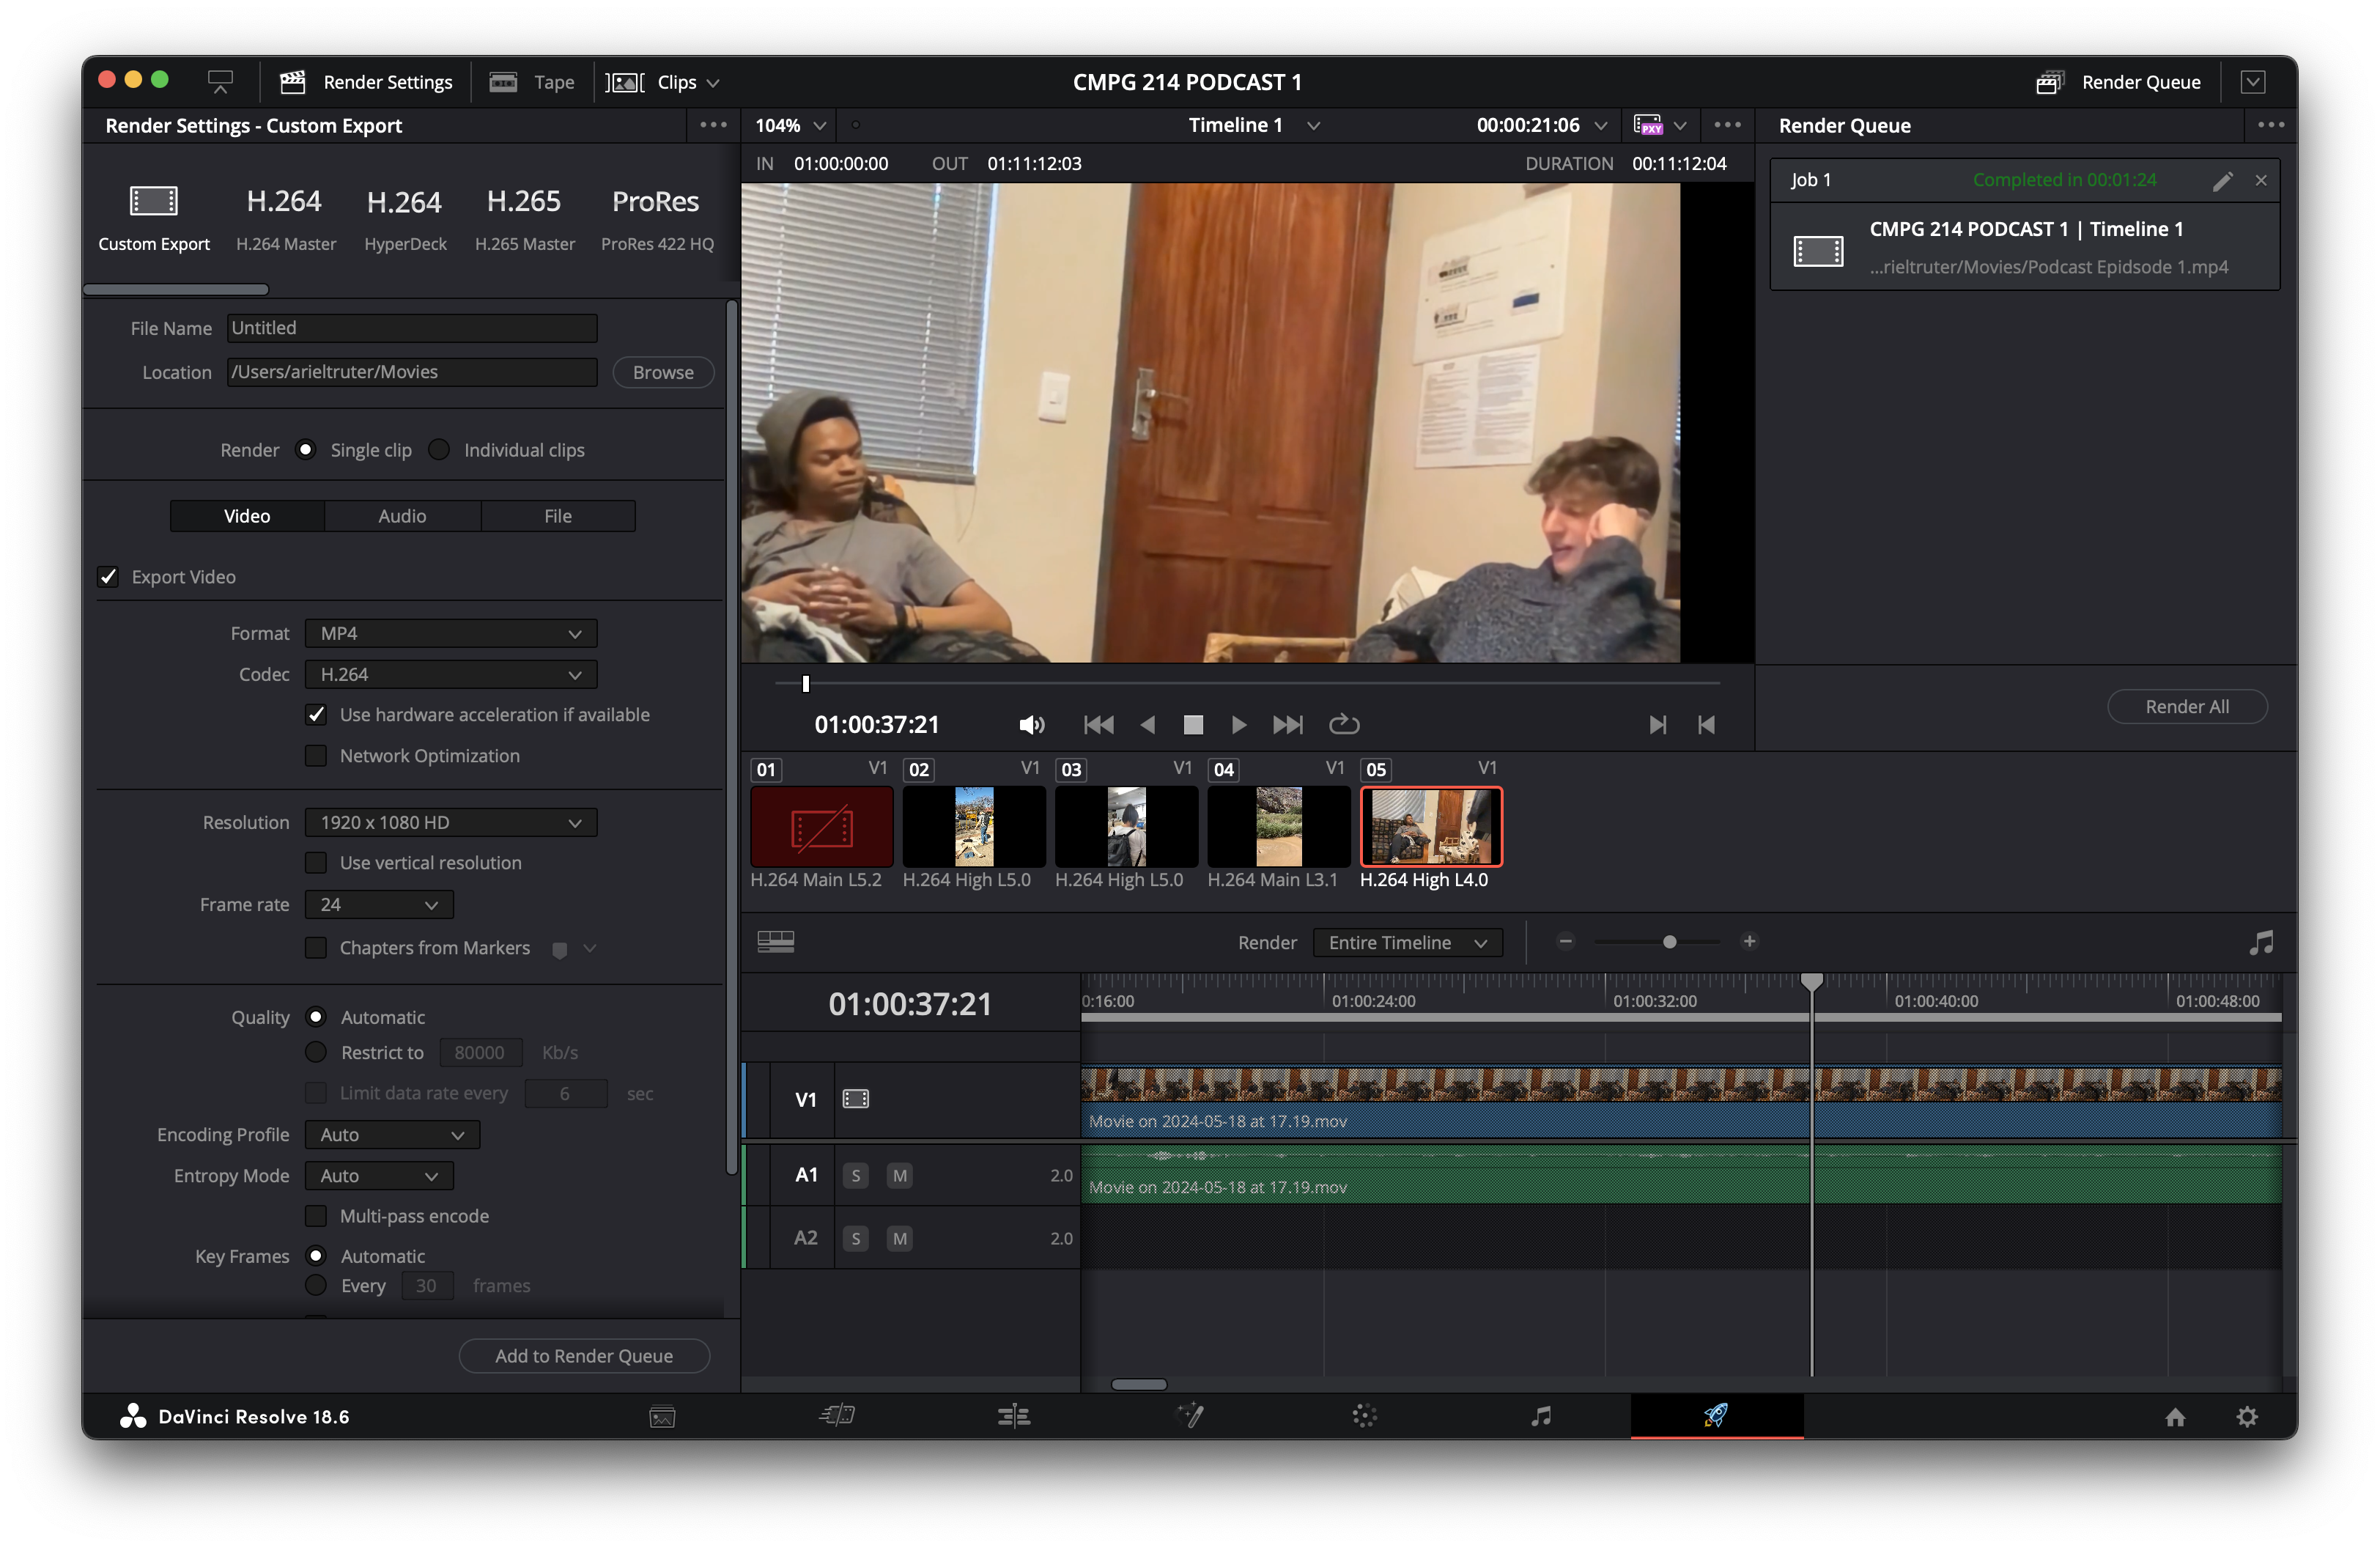 Render Settings
Tape
Clips
CMPG 214 PODCAST 1
Render Queue
Render Settings - Custom Export
104%
Timeline 1
00:00:21:06
PXY
Render Queue
IN 01:00:00:00 OUT 01:11:12:03
DURATION 00:11:12:04
Custom Export
H.264
H.264 Master
H.264
HyperDeck
H.265
H.265 Master
ProRes
ProRes 422 HQ
Job 1 Completed in 00:01:24
CMPG 214 PODCAST 1 | Timeline 1
...rieltruter/Movies/Podcast Epidsode 1.mp4
File Name Untitled
Location /Users/arieltruter/Movies Browse
Render Single clip Individual clips
Video Audio File
Export Video
Format MP4
Codec H.264
Use hardware acceleration if available
Network Optimization
Resolution 1920 x 1080 HD
Use vertical resolution
Frame rate 24
Chapters from Markers
Quality Automatic
Restrict to 80000 Kb/s
Limit data rate every 6 sec
Encoding Profile Auto
Entropy Mode Auto
Multi-pass encode
Key Frames Automatic
Every 30 frames
Add to Render Queue
01:00:37:21
Render All
01 V1 02 V1 03 V1 04 V1 05 V1
H.264 Main L5.2 H.264 High L5.0 H.264 High L5.0 H.264 Main L3.1 H.264 High L4.0
Render Entire Timeline
01:00:37:21
0:16:00 01:00:24:00 01:00:32:00 01:00:40:00 01:00:48:00
V1
Movie on 2024-05-18 at 17.19.mov
A1 S M 2.0
Movie on 2024-05-18 at 17.19.mov
A2 S M 2.0
DaVinci Resolve 18.6